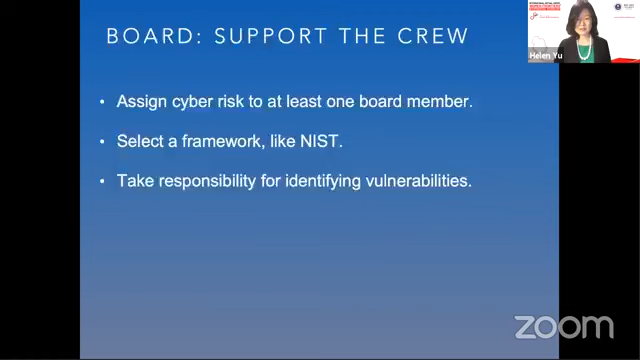 BOARD: SUPPORT THE CREW
• Assign cyber risk to at least one board member.
• Select a framework, like NIST.
• Take responsibility for identifying vulnerabilities.
Helen Yu
zoom